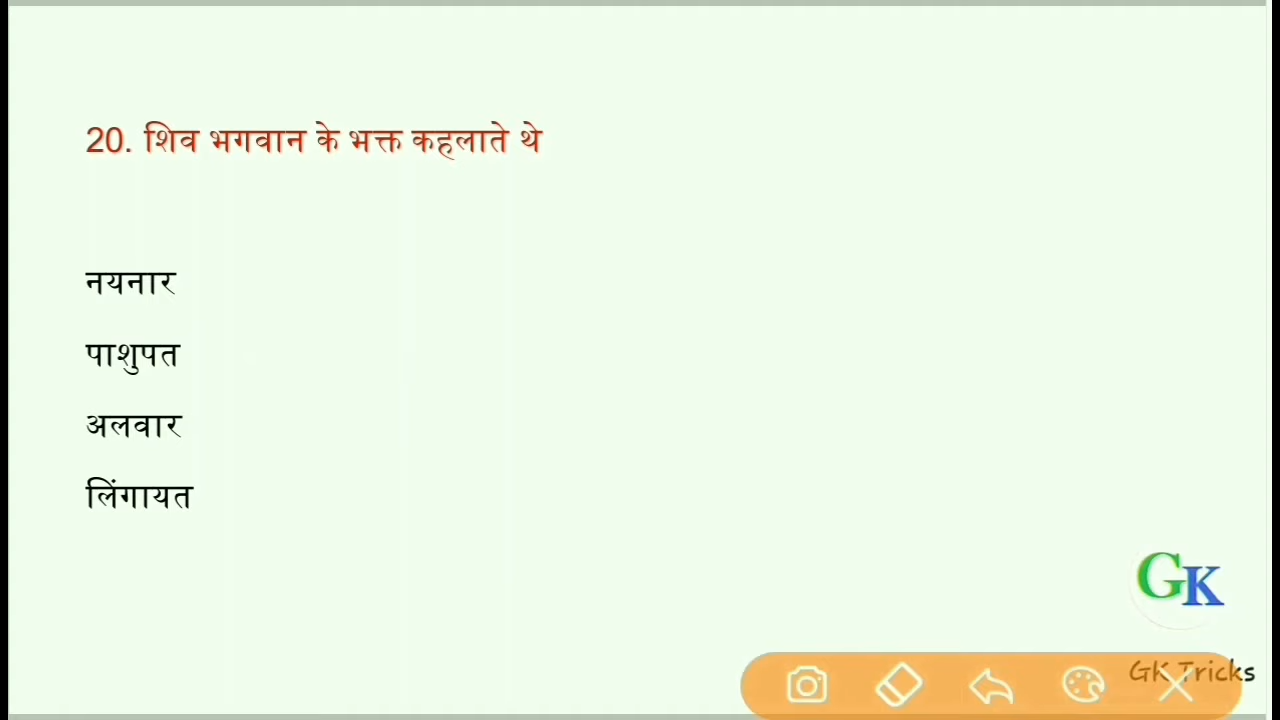 20. शिव भगवान के भक्त कहलाते थे
नयनार
पाशुपत
अलवार
लिंगायत
GK
GK Tricks